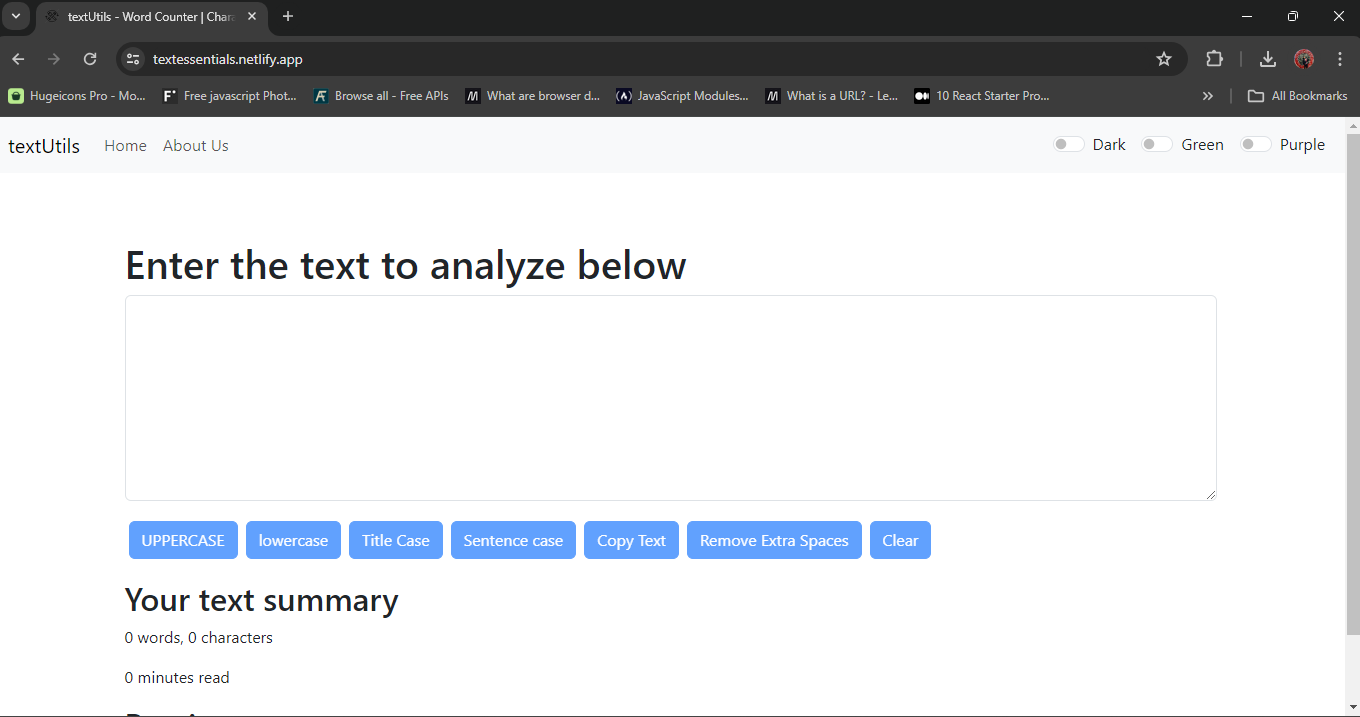 textUtils - Word Counter | Char
textessentials.netlify.app
Hugeicons Pro - Mo... Free javascript Phot... Browse all - Free APIs What are browser d... JavaScript Modules... What is a URL? - Le... 10 React Starter Pro... » All Bookmarks
textUtils Home About Us Dark Green Purple
Enter the text to analyze below
UPPERCASE lowercase Title Case Sentence case Copy Text Remove Extra Spaces Clear
Your text summary
0 words, 0 characters
0 minutes read